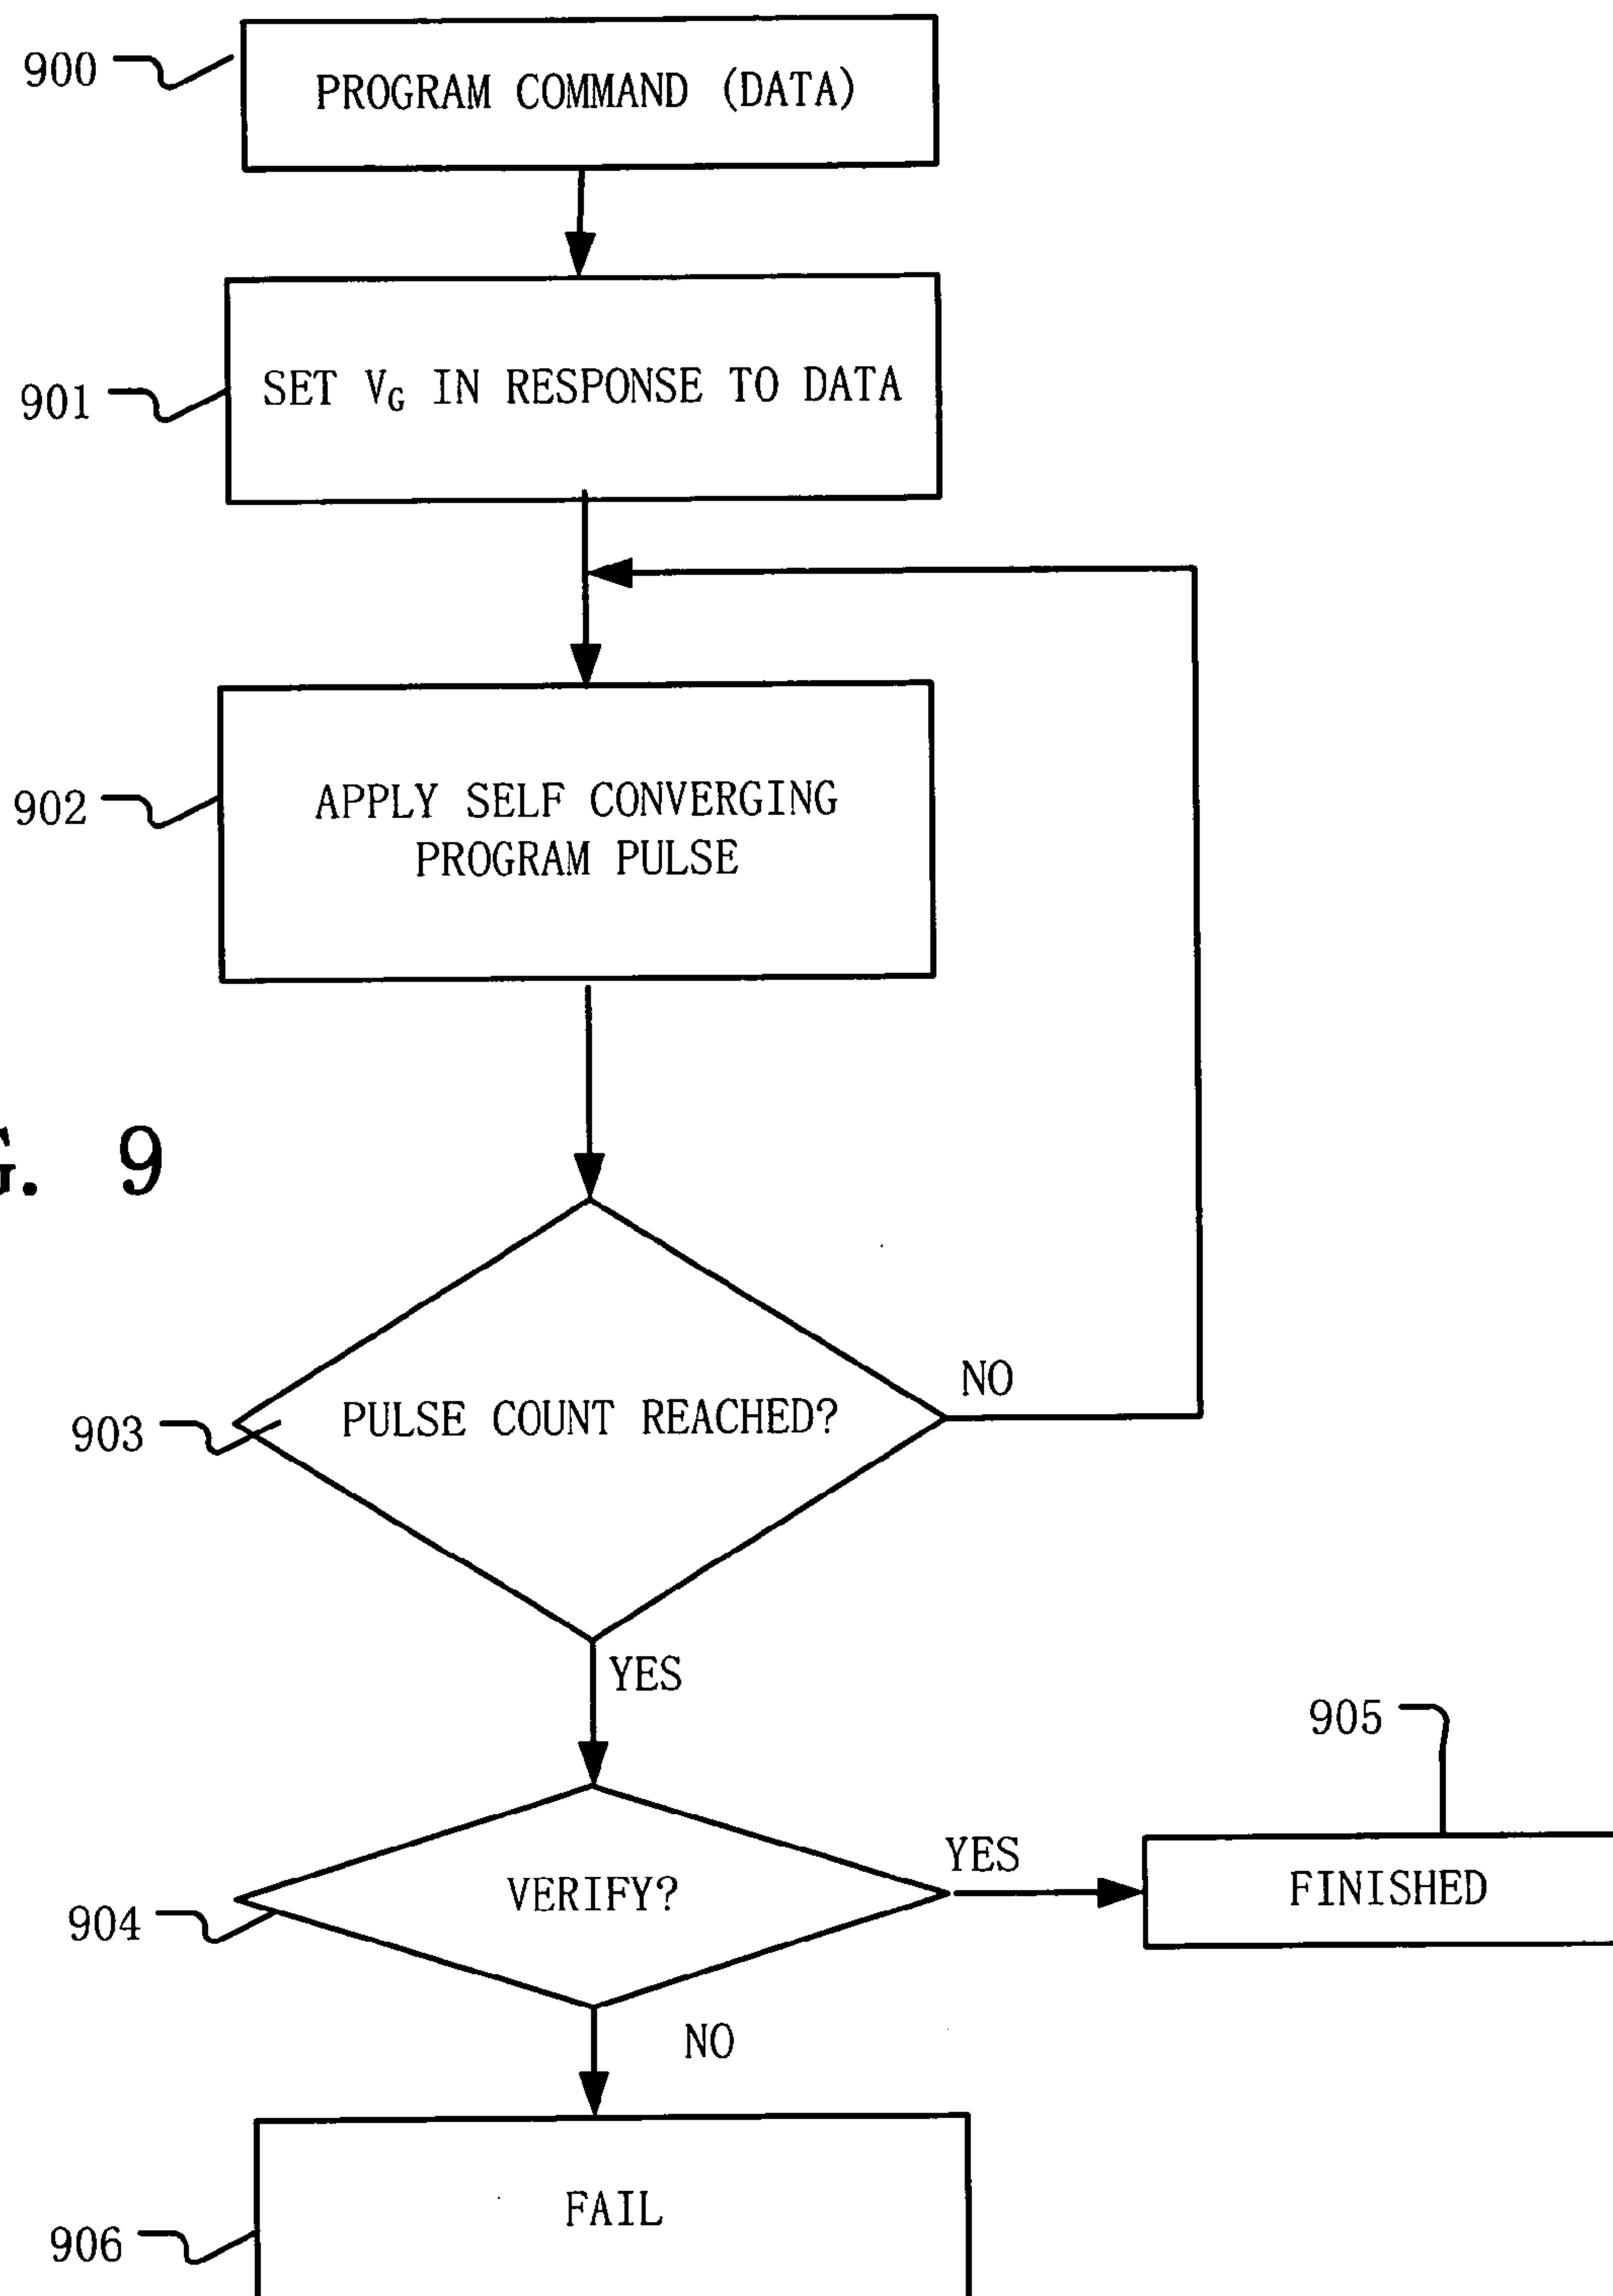 900
PROGRAM COMMAND (DATA)
901
SET VG IN RESPONSE TO DATA
902
APPLY SELF CONVERGING
PROGRAM PULSE
G. 9
903
PULSE COUNT REACHED?
NO
YES
905
904
VERIFY?
YES
FINISHED
NO
906
FAIL